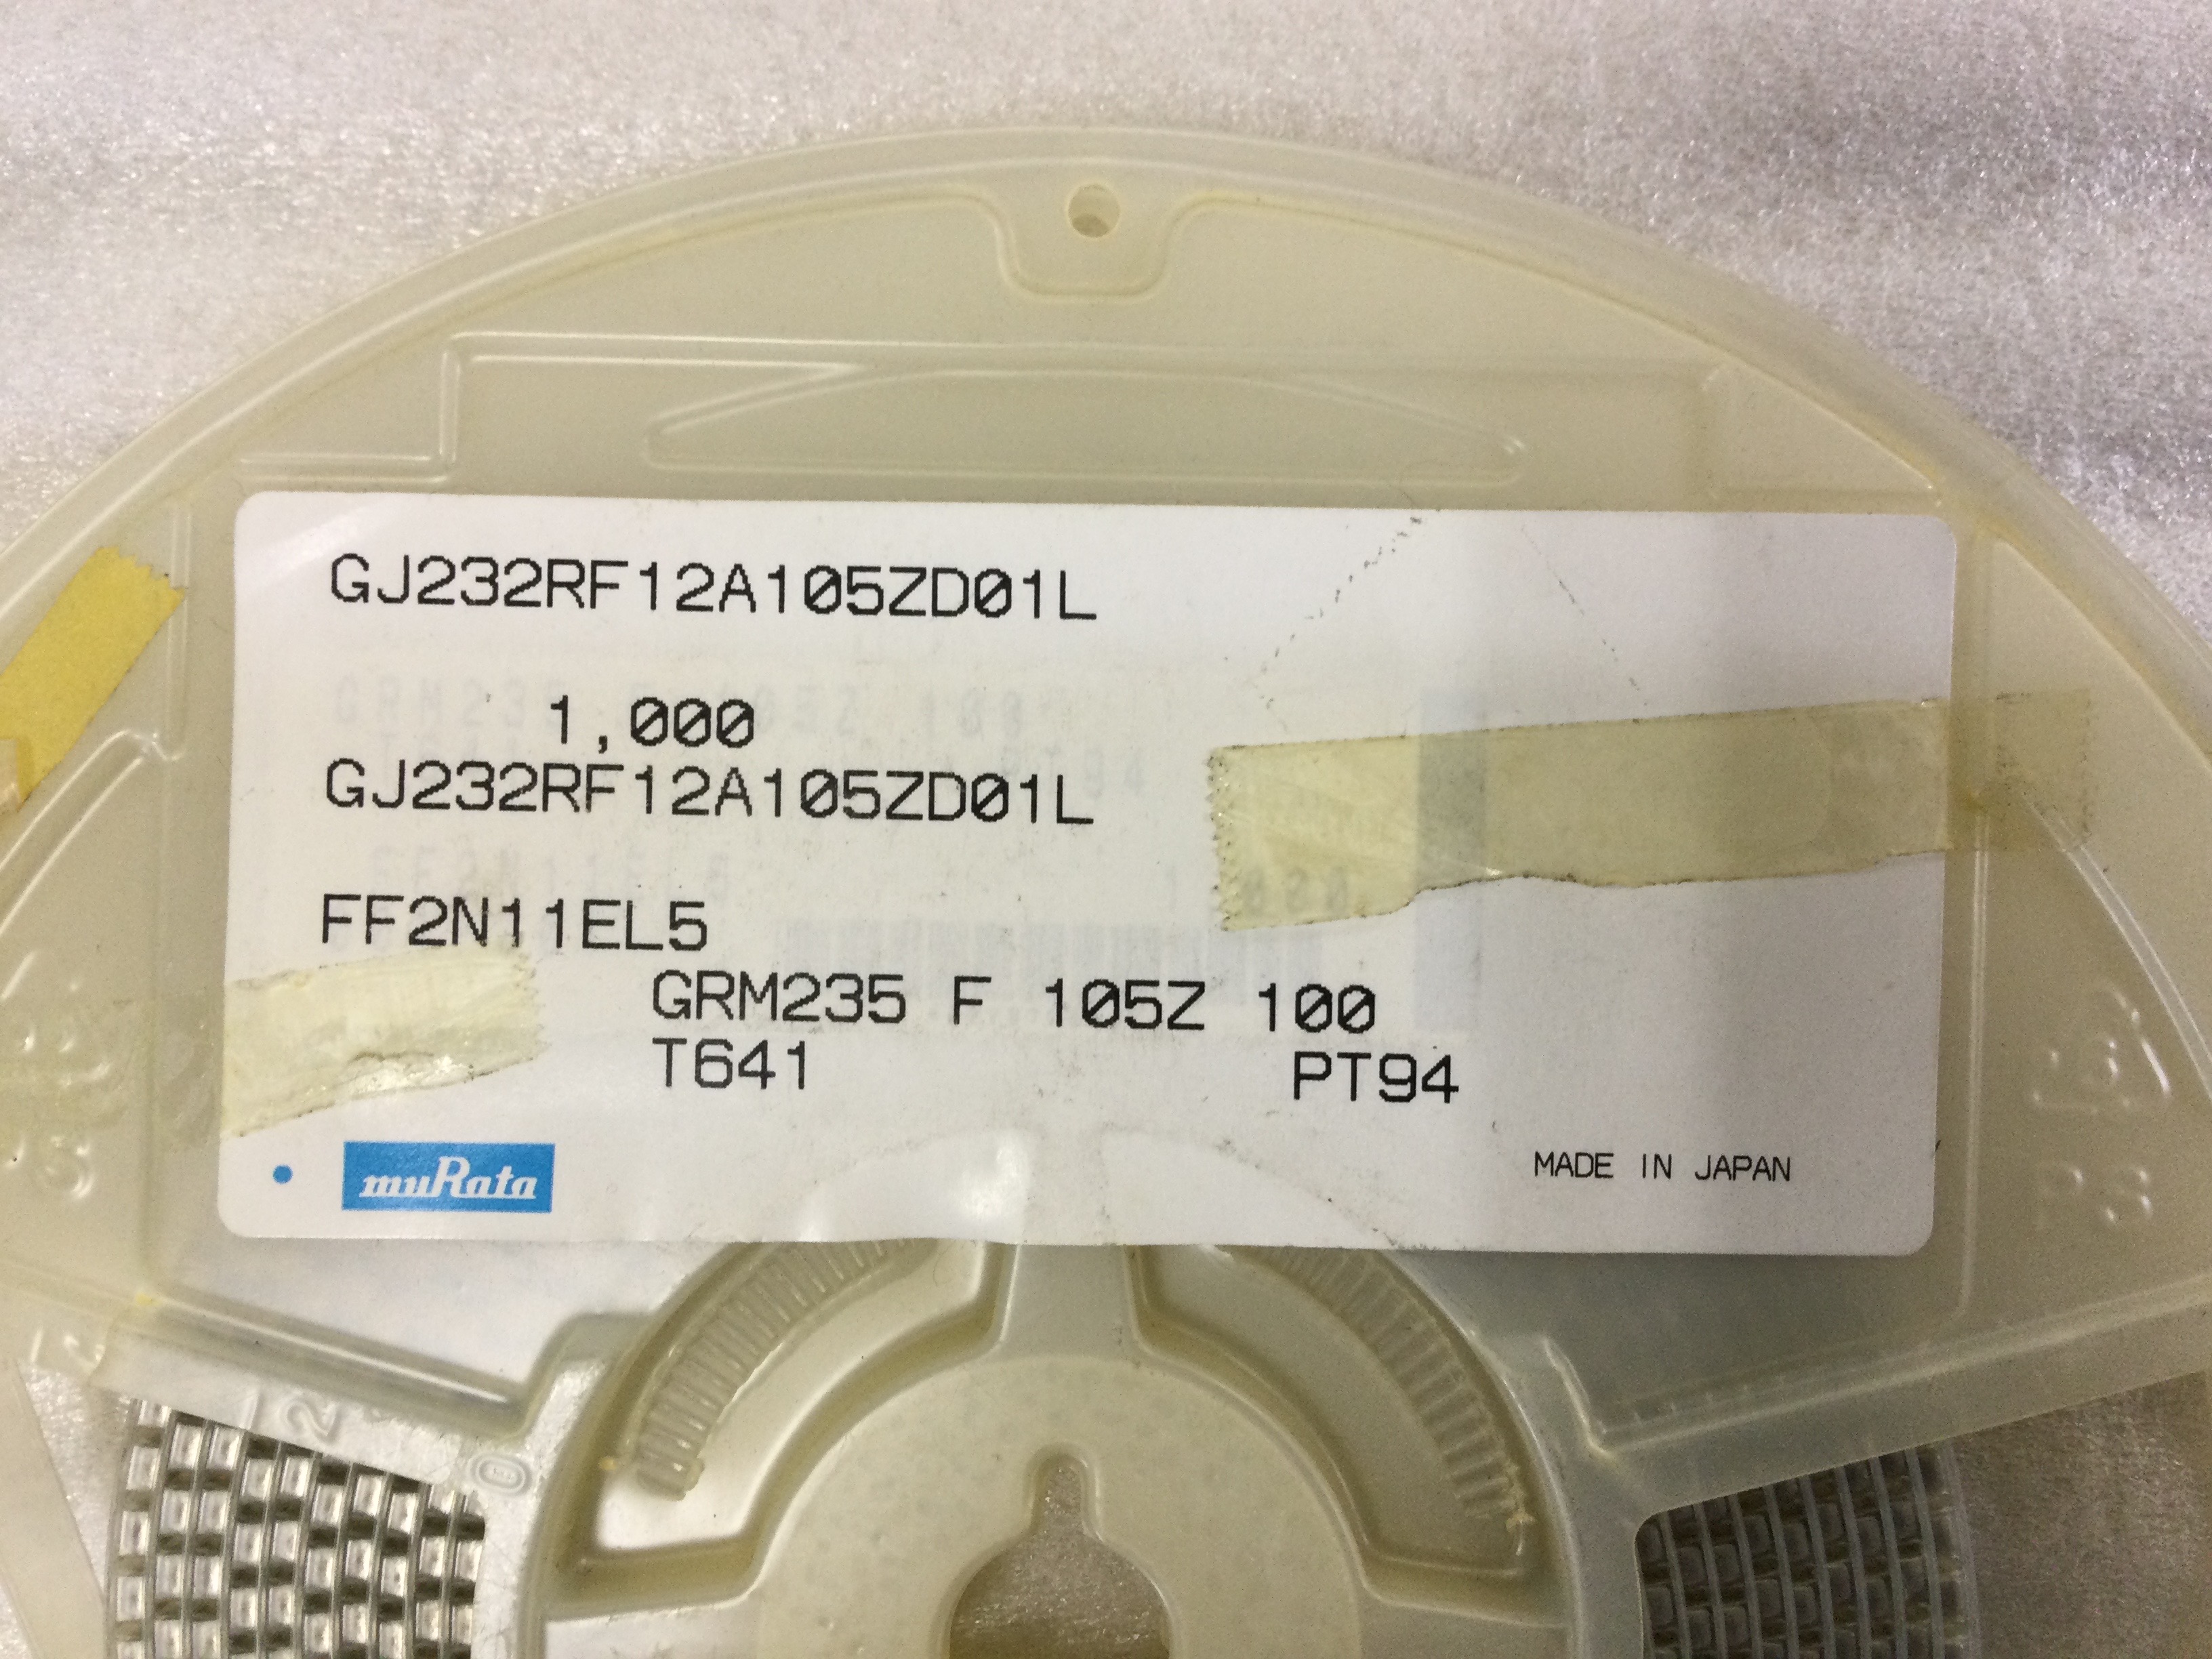 GJ232RF12A105ZD01L
1,000
GJ232RF12A105ZD01L
FF2N11EL5
GRM235 F 105Z 100
T641 PT94
muRata
MADE IN JAPAN